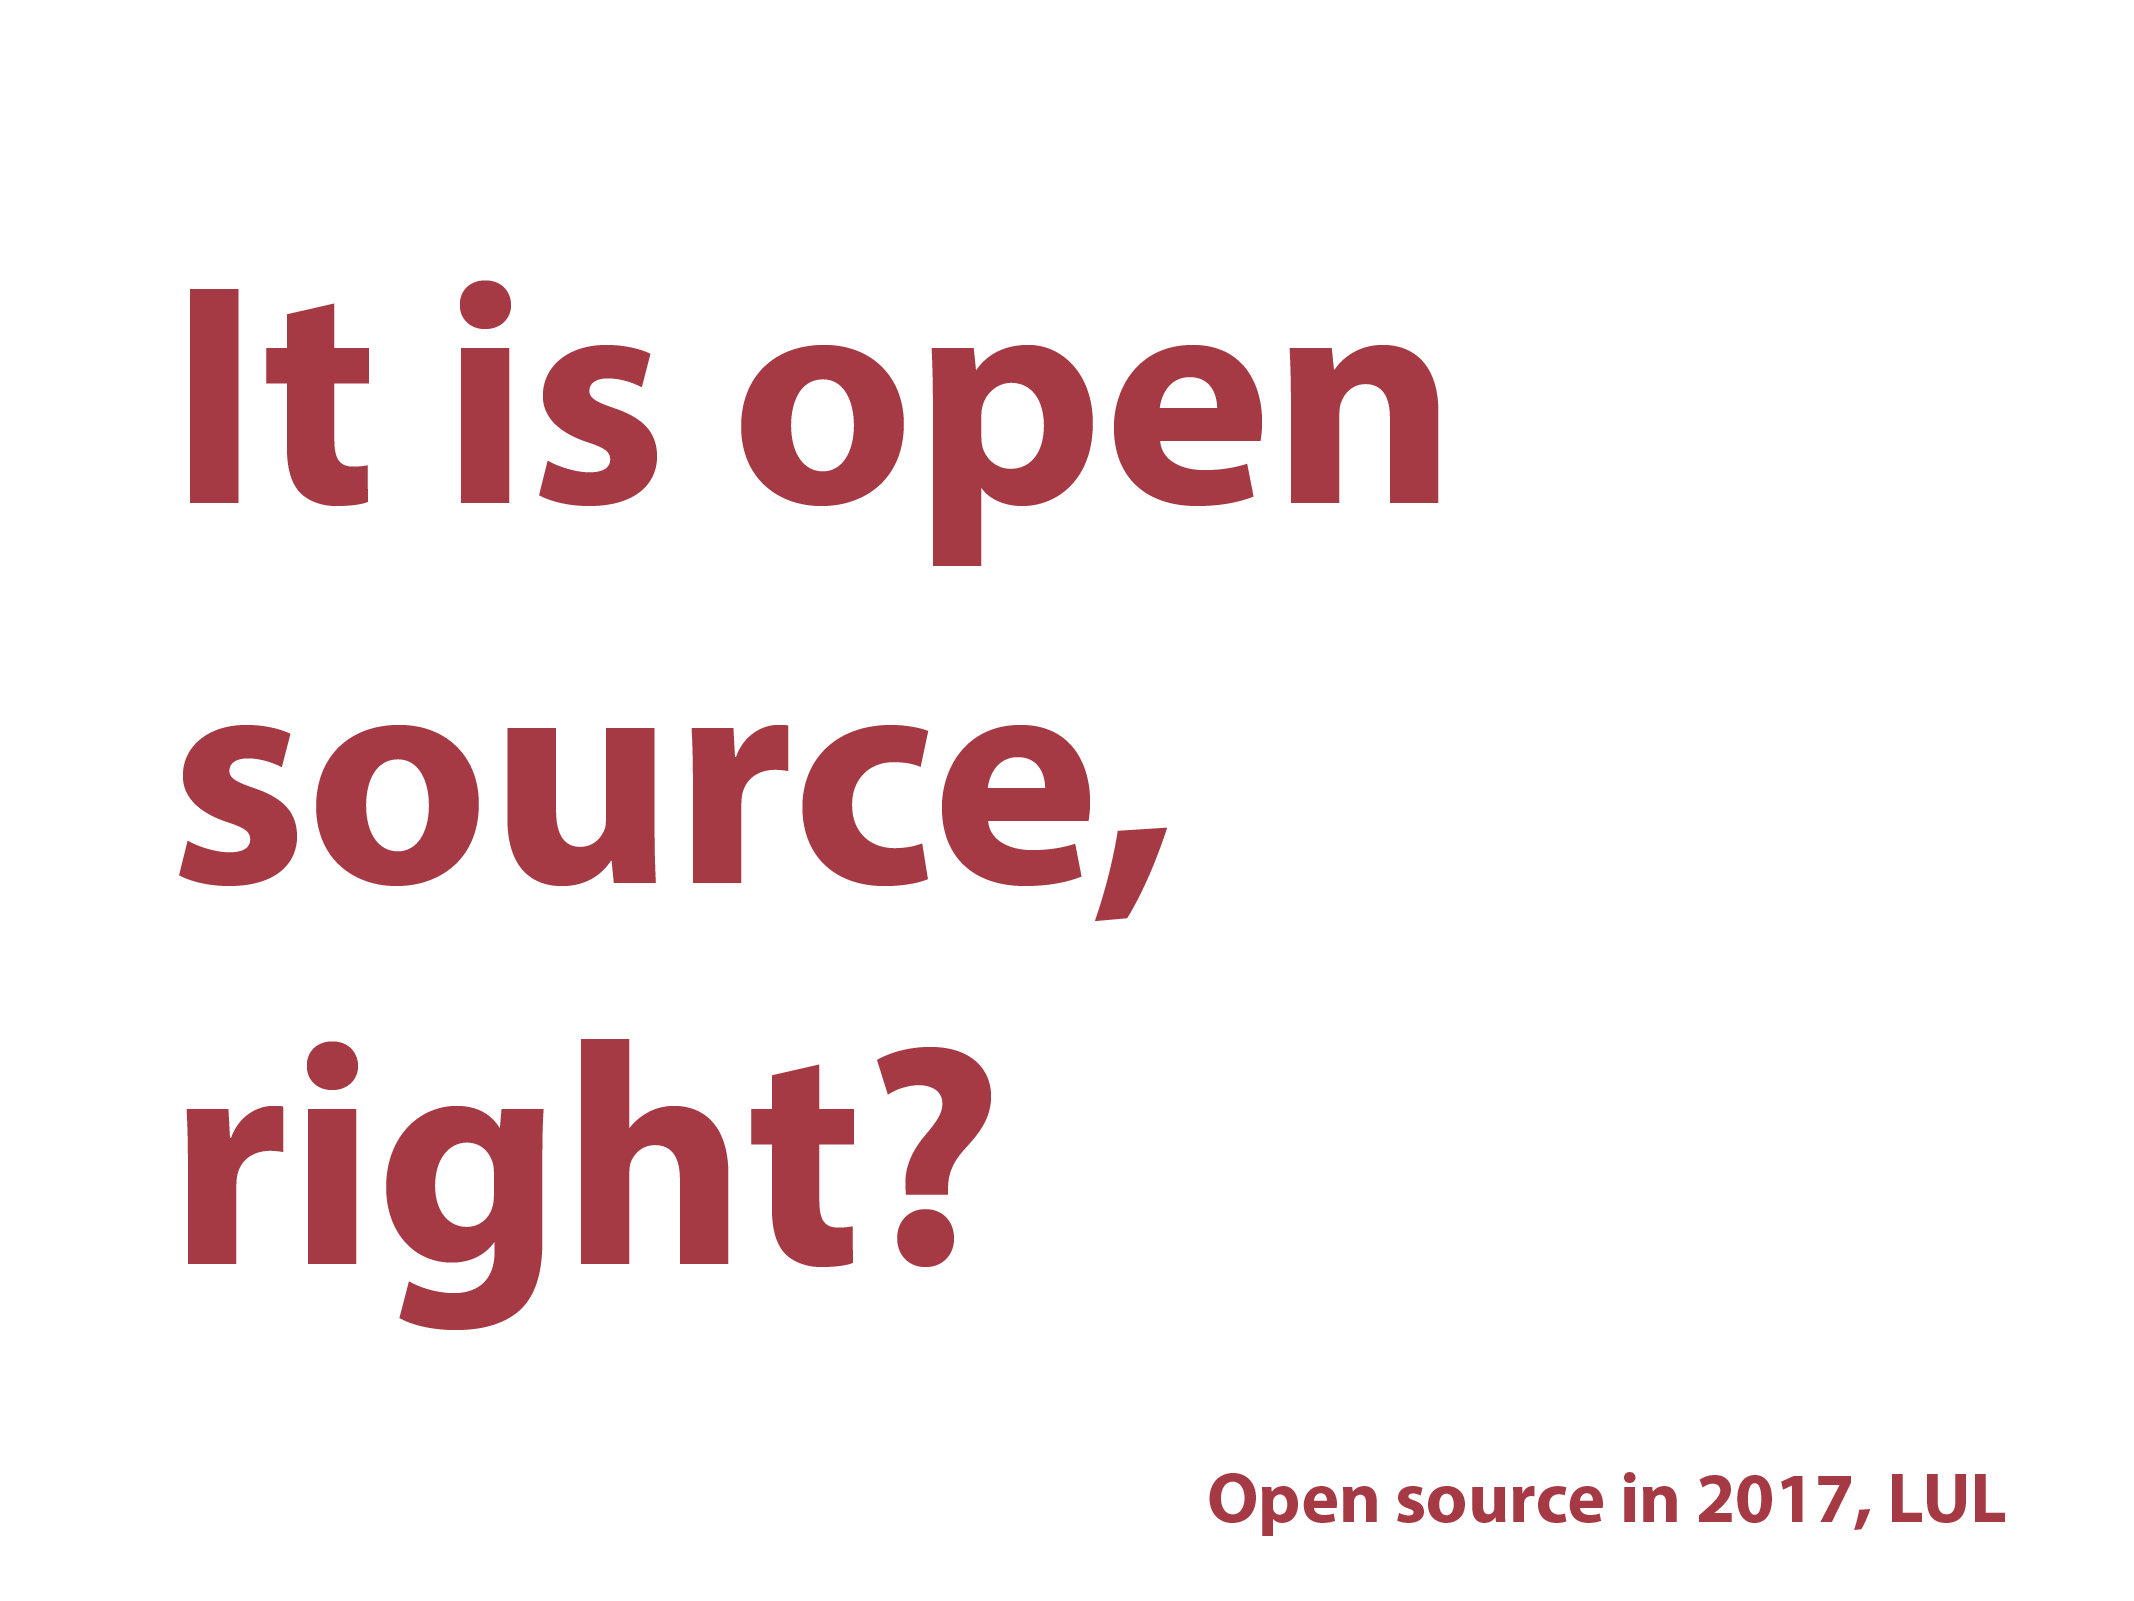 It is open
source,
right?
Open source in 2017, LUL